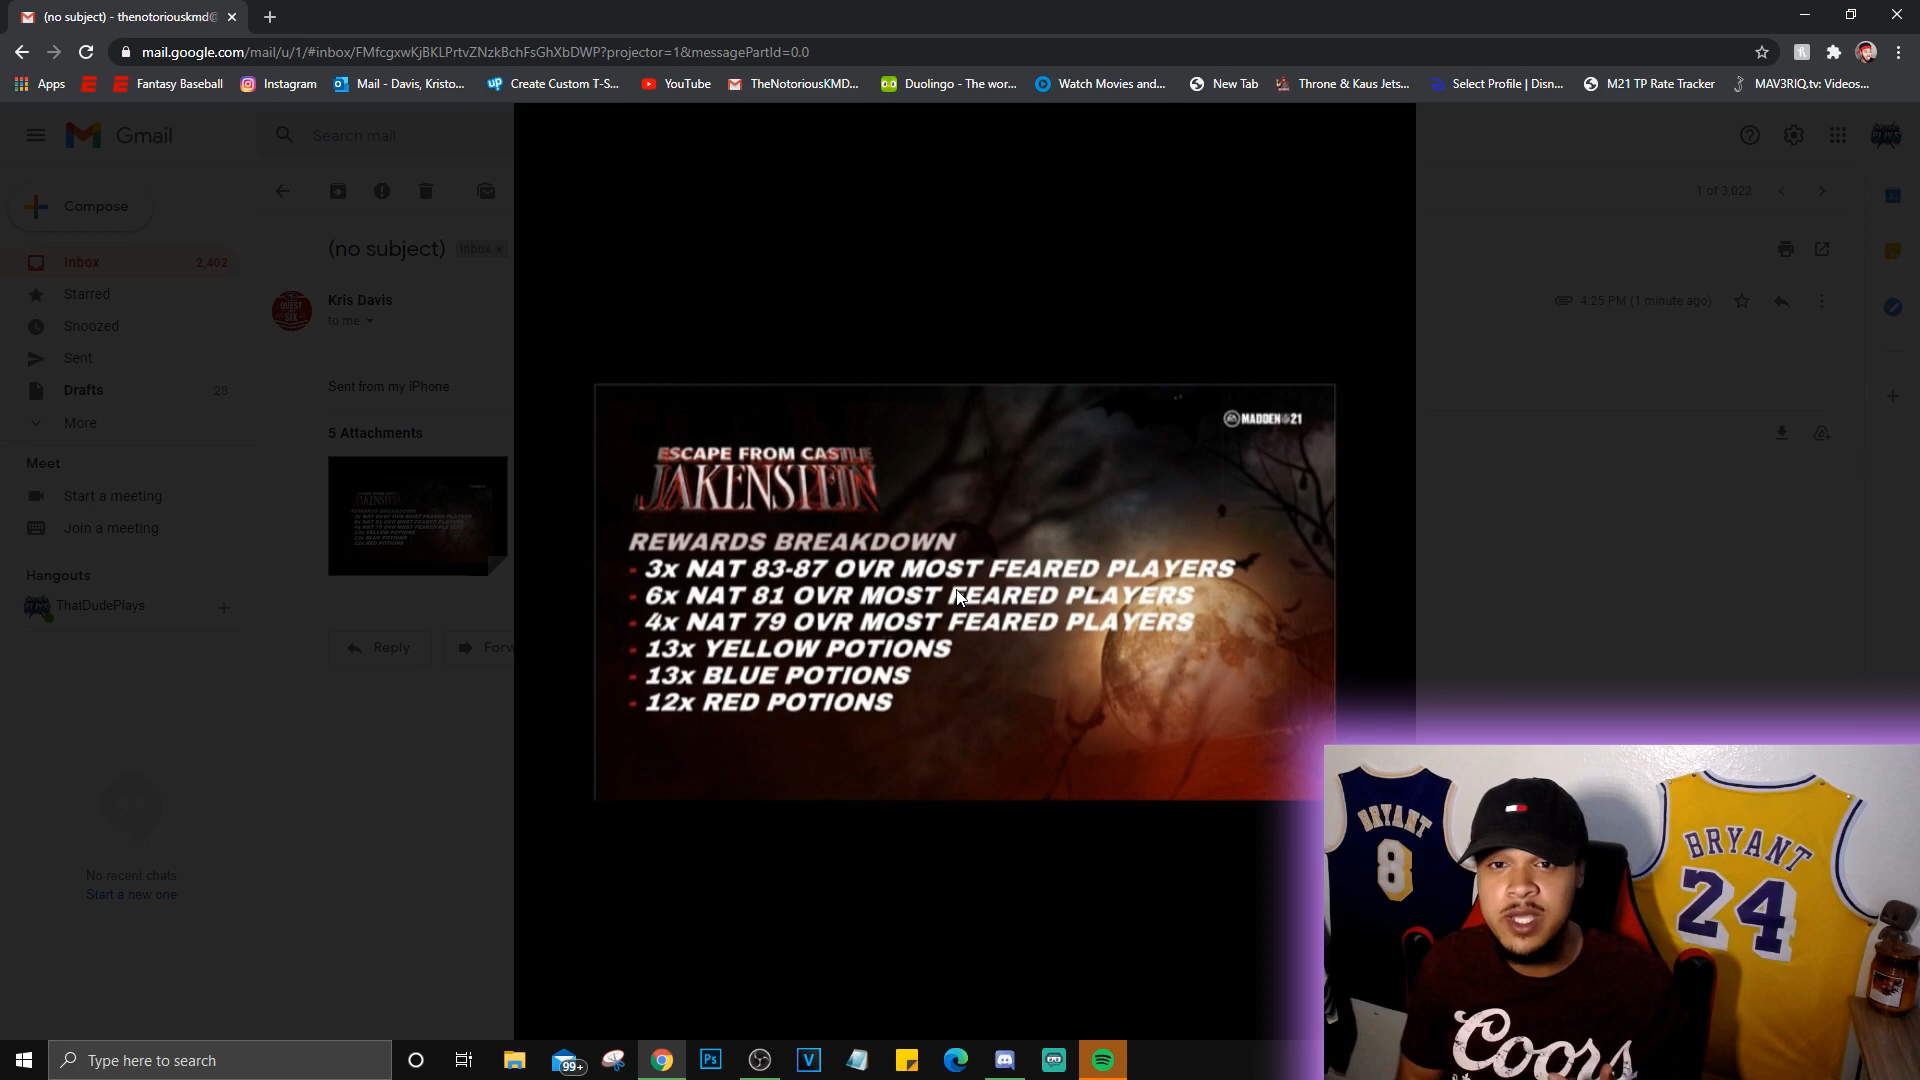 (no subject) - thenotoriouskmd@
mail.google.com/mail/u/1/#inbox/FMfcgxwKjBKLPrtvZNzkBchFsGhXbDWP?projector=1&messagePartId=0.0
Apps
Fantasy Baseball
Instagram
Mail - Davis, Kristo...
Create Custom T-S...
YouTube
TheNotoriousKMD...
Duolingo - The wor...
Watch Movies and...
New Tab
Throne & Kaus Jets...
Select Profile | Disn...
M21 TP Rate Tracker
MAV3RIQ.tv: Videos...
Gmail
Search mail
Compose
1 of 3,022
(no subject)
Inbox
Inbox 2,402
Starred
Snoozed
Sent
Drafts 28
More
Kris Davis
to me
4:25 PM (1 minute ago)
Sent from my iPhone
5 Attachments
Meet
Start a meeting
Join a meeting
Hangouts
ThatDudePlays
Reply
Forw
No recent chats
Start a new one
MADDEN 21
ESCAPE FROM CASTLE
JAKENSTEIN
REWARDS BREAKDOWN
- 3x NAT 83-87 OVR MOST FEARED PLAYERS
- 6x NAT 81 OVR MOST FEARED PLAYERS
- 4x NAT 79 OVR MOST FEARED PLAYERS
- 13x YELLOW POTIONS
- 13x BLUE POTIONS
- 12x RED POTIONS
BRYANT
8
BRYANT
24
Coors
Type here to search
99+
Ps
V